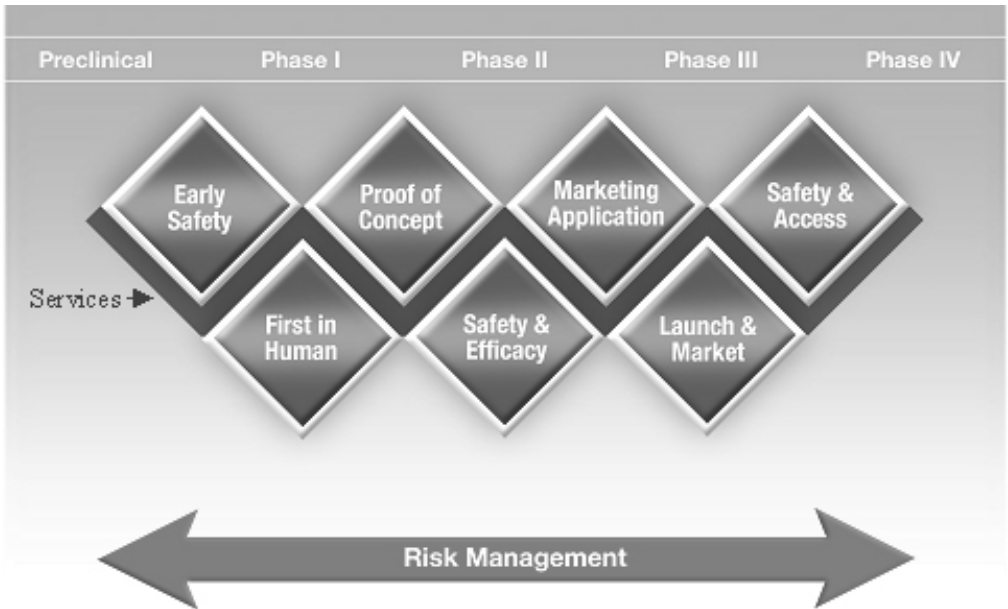 Preclinical Phase I Phase II Phase III Phase IV
Early
Safety
Proof of
Concept
Marketing
Application
Safety &
Access
Services
First in
Human
Safety &
Efficacy
Launch &
Market
Risk Management